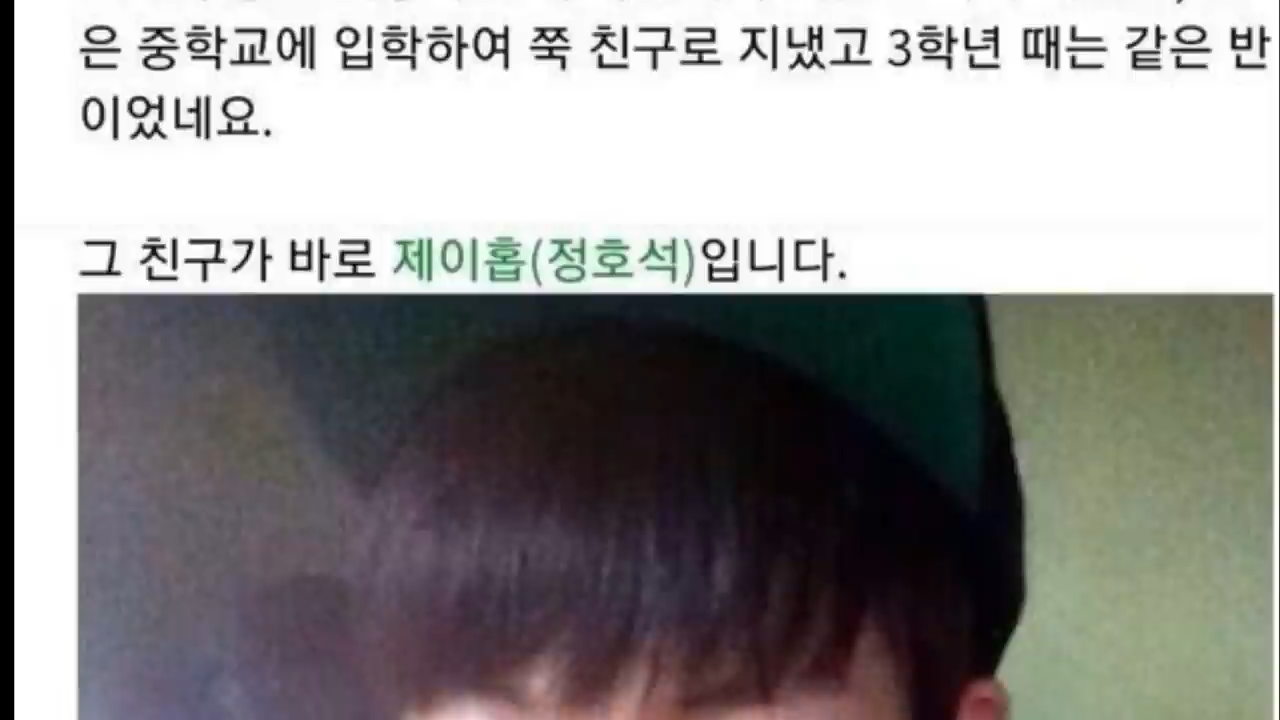 은 중학교에 입학하여 쭉 친구로 지냈고 3학년 때는 같은 반
이었네요.
그 친구가 바로 제이홉(정호석)입니다.